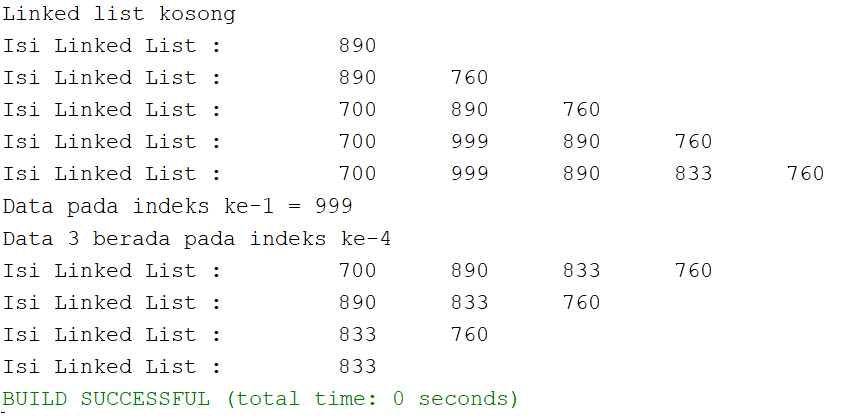 Linked list kosong
Isi Linked List : 890
Isi Linked List : 890 760
Isi Linked List : 700 890 760
Isi Linked List : 700 999 890 760
Isi Linked List : 700 999 890 833 760
Data pada indeks ke-1 = 999
Data 3 berada pada indeks ke-4
Isi Linked List : 700 890 833 760
Isi Linked List : 890 833 760
Isi Linked List : 833 760
Isi Linked List : 833
BUILD SUCCESSFUL (total time: 0 seconds)